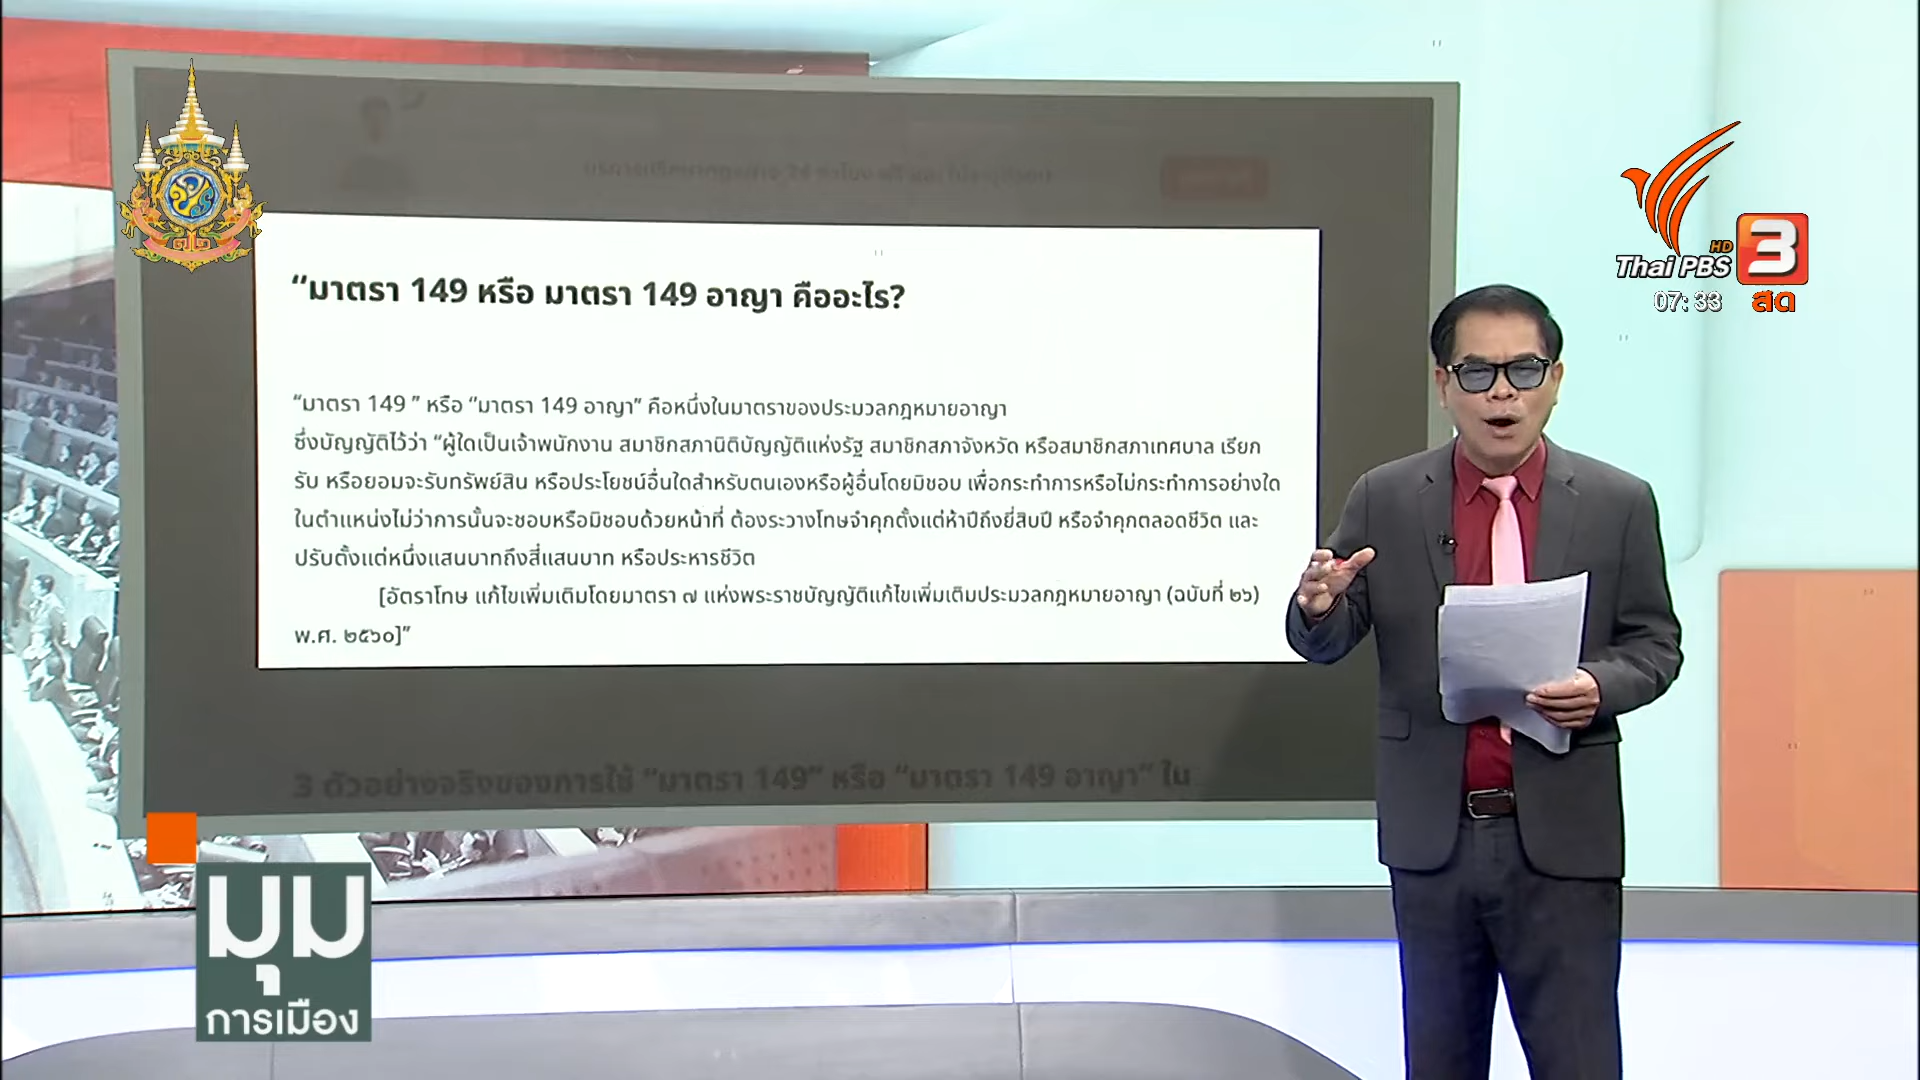 “มาตรา 149 หรือ มาตรา 149 อาญา คืออะไร?
“มาตรา 149 ” หรือ “มาตรา 149 อาญา” คือหนึ่งในมาตราของประมวลกฎหมายอาญา
ซึ่งบัญญัติไว้ว่า “ผู้ใดเป็นเจ้าพนักงาน สมาชิกสภานิติบัญญัติแห่งรัฐ สมาชิกสภาจังหวัด หรือสมาชิกสภาเทศบาล เรียก
รับ หรือยอมจะรับทรัพย์สิน หรือประโยชน์อื่นใดสำหรับตนเองหรือผู้อื่นโดยมิชอบ เพื่อกระทำการหรือไม่กระทำการอย่างใด
ในตำแหน่งไม่ว่าการนั้นจะชอบหรือมิชอบด้วยหน้าที่ ต้องระวางโทษจำคุกตั้งแต่ห้าปีถึงยี่สิบปี หรือจำคุกตลอดชีวิต และ
ปรับตั้งแต่หนึ่งแสนบาทถึงสี่แสนบาท หรือประหารชีวิต
[อัตราโทษ แก้ไขเพิ่มเติมโดยมาตรา ๗ แห่งพระราชบัญญัติแก้ไขเพิ่มเติมประมวลกฎหมายอาญา (ฉบับที่ ๒๖)
พ.ศ. ๒๕๖๐]”
3 ตัวอย่างจริงของการใช้ “มาตรา 149” หรือ “มาตรา 149 อาญา” ใน
๗๒
HD
Thai PBS 3
07:33 สด
มุม
การเมือง